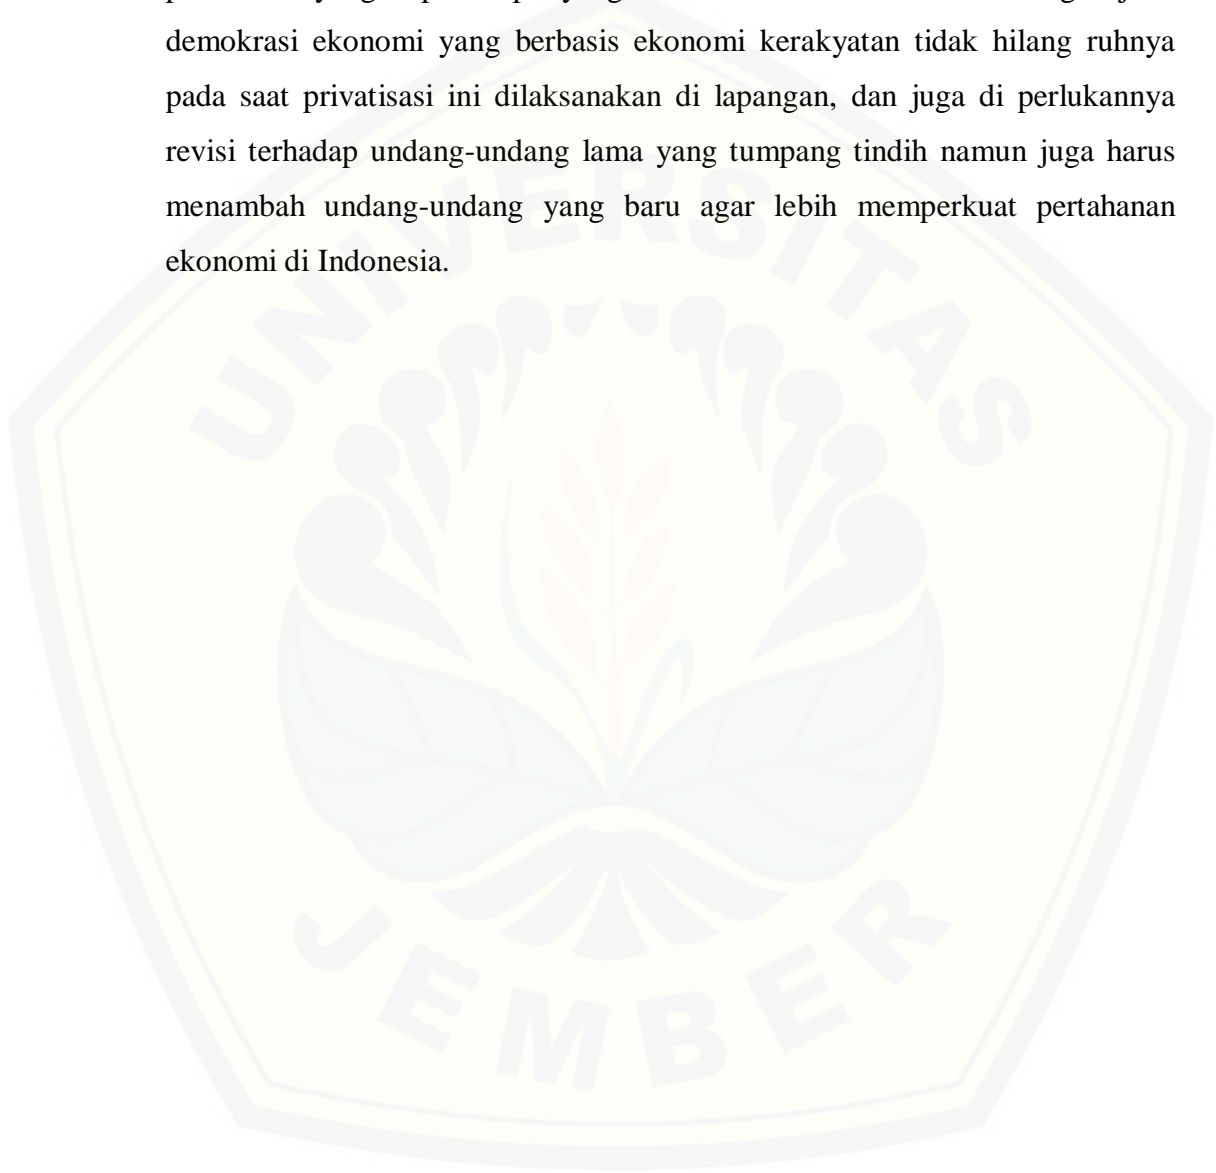 demokrasi ekonomi yang berbasis ekonomi kerakyatan tidak hilang ruhnya
pada saat privatisasi ini dilaksanakan di lapangan, dan juga di perlukannya
revisi terhadap undang-undang lama yang tumpang tindih namun juga harus
menambah undang-undang yang baru agar lebih memperkuat pertahanan
ekonomi di Indonesia.
UNIVERSITAS
JEMBER